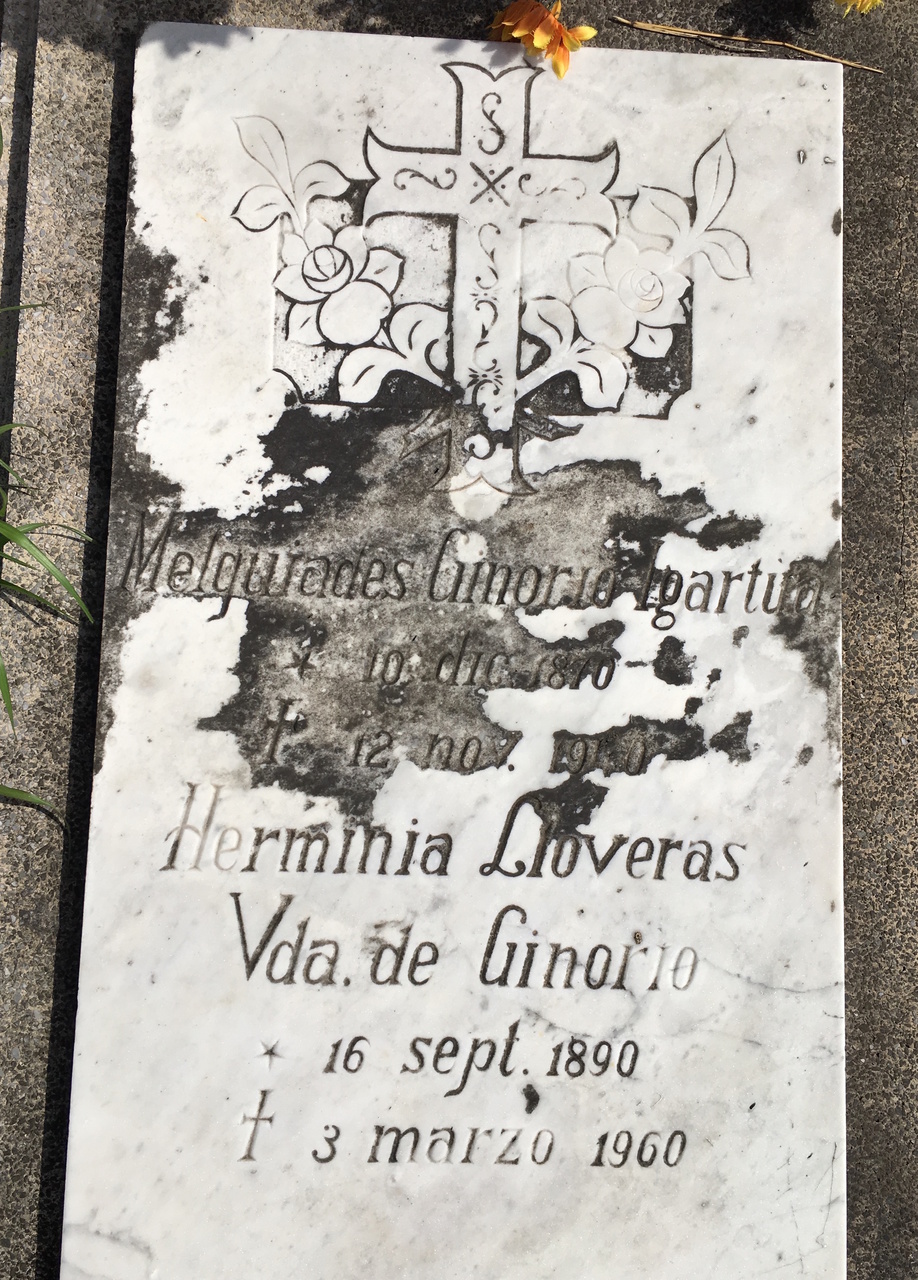 Melquiades Ginorio Igartua
10 dic. 1870
12 nov.
Herminia Lloveras
Vda. de Ginorio
16 sept. 1890
3 marzo 1960